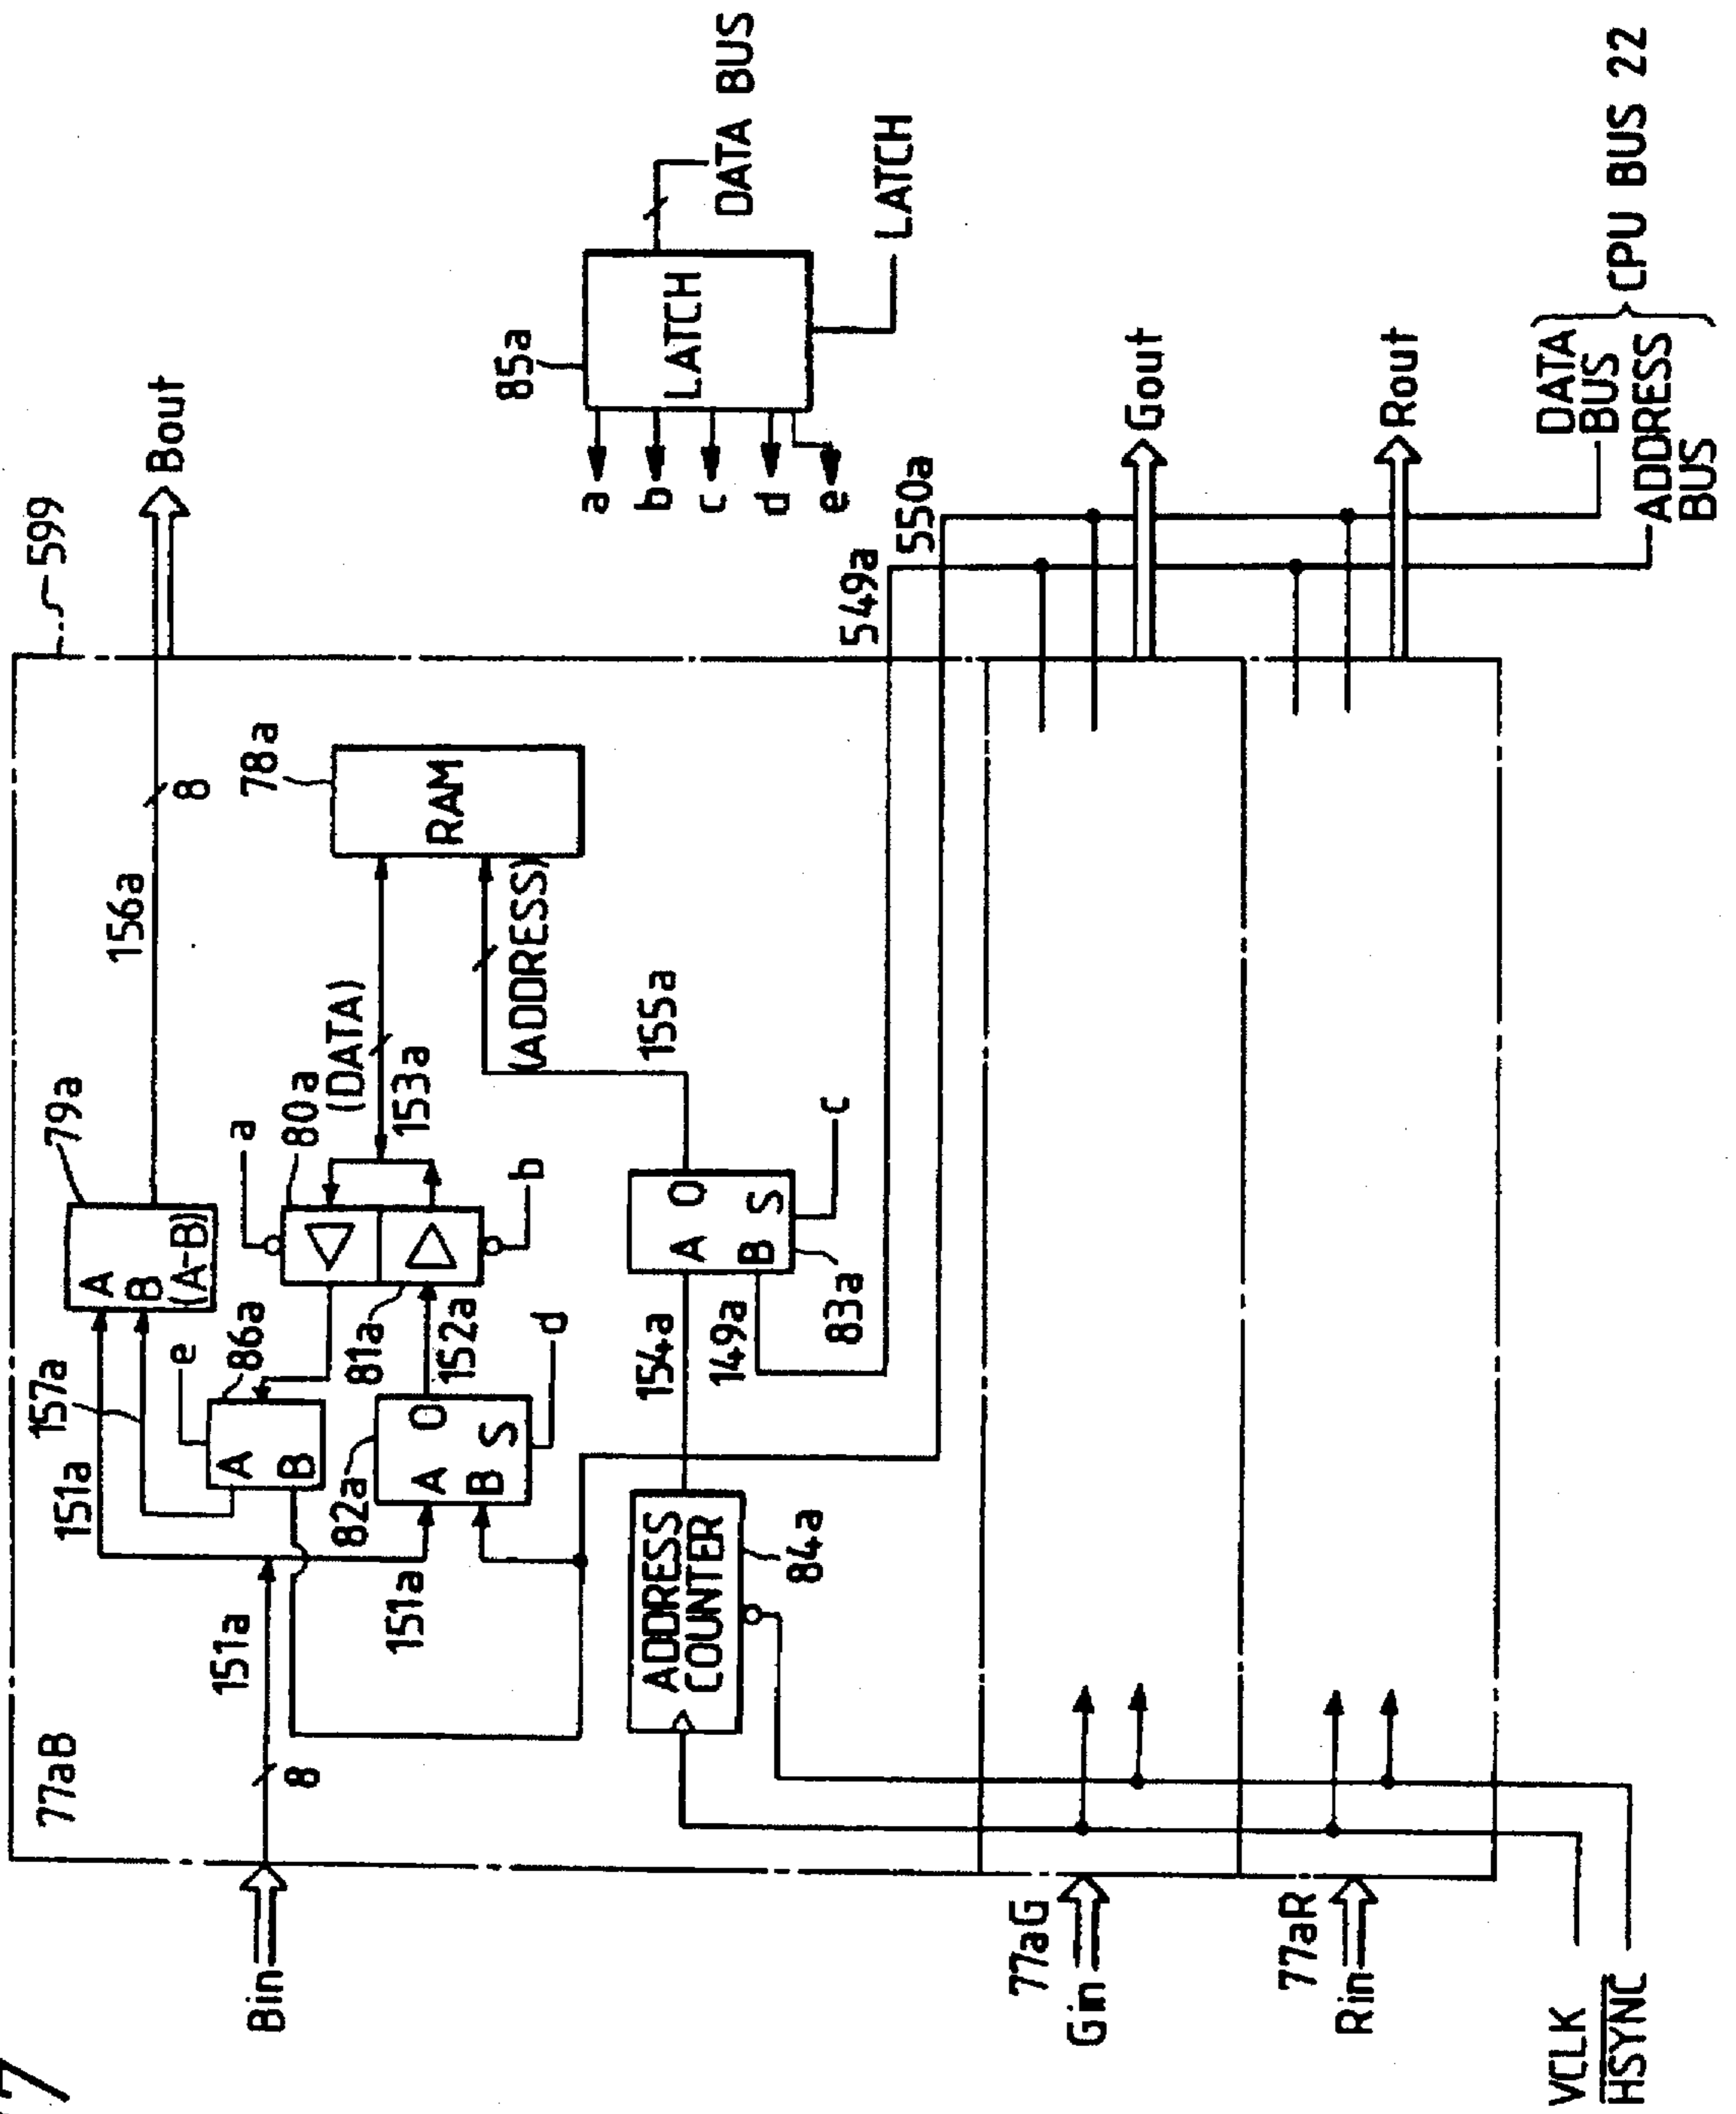 7
77aB
599
Bin
8
151a
151a
157a
151a
e
86a
A
B
79a
A
B
(A-B)
156a
8
Bout
a
80a
(DATA)
153a
78a
RAM
81a
b
82a
A
O
B
S
152a
d
(ADDRESS)
155a
ADDRESS
COUNTER
84a
154a
149a
A
O
B
S
83a
c
85a
LATCH
DATA BUS
LATCH
a
b
c
d
e
549a
550a
77aG
Gin
Gout
77aR
Rin
Rout
VCLK
HSYNC
DATA
BUS
ADDRESS
BUS
CPU BUS 22